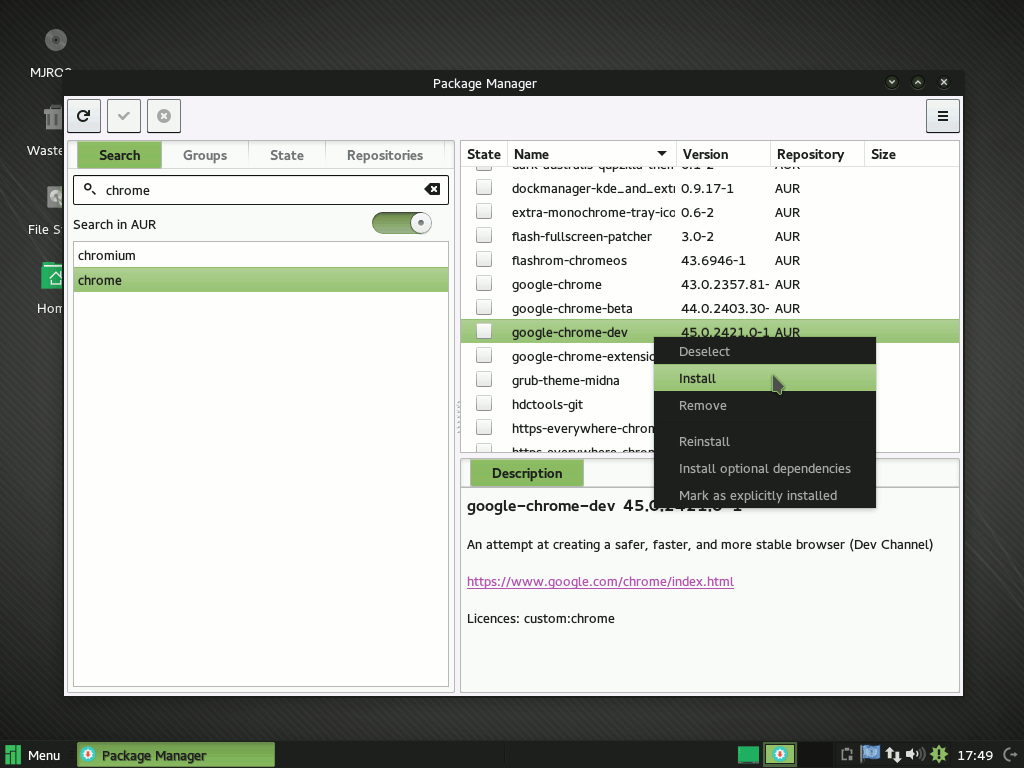 Package Manager
Search
Groups
State
Repositories
chrome
Search in AUR
chromium
chrome
State Name Version Repository Size
dockmanager-kde_and_extr 0.9.17-1 AUR
extra-monochrome-tray-ico 0.6-2 AUR
flash-fullscreen-patcher 3.0-2 AUR
flashrom-chromeos 43.6946-1 AUR
google-chrome 43.0.2357.81- AUR
google-chrome-beta 44.0.2403.30- AUR
google-chrome-dev 45.0.2421.0-1 AUR
google-chrome-extensio
grub-theme-midna
hdctools-git
https-everywhere-chrom
Deselect
Install
Remove
Reinstall
Install optional dependencies
Mark as explicitly installed
Description
google-chrome-dev 45.0.2421.0-1
An attempt at creating a safer, faster, and more stable browser (Dev Channel)
https://www.google.com/chrome/index.html
Licences: custom:chrome
MJRO
Waste
File S
Hom
Menu
Package Manager
17:49